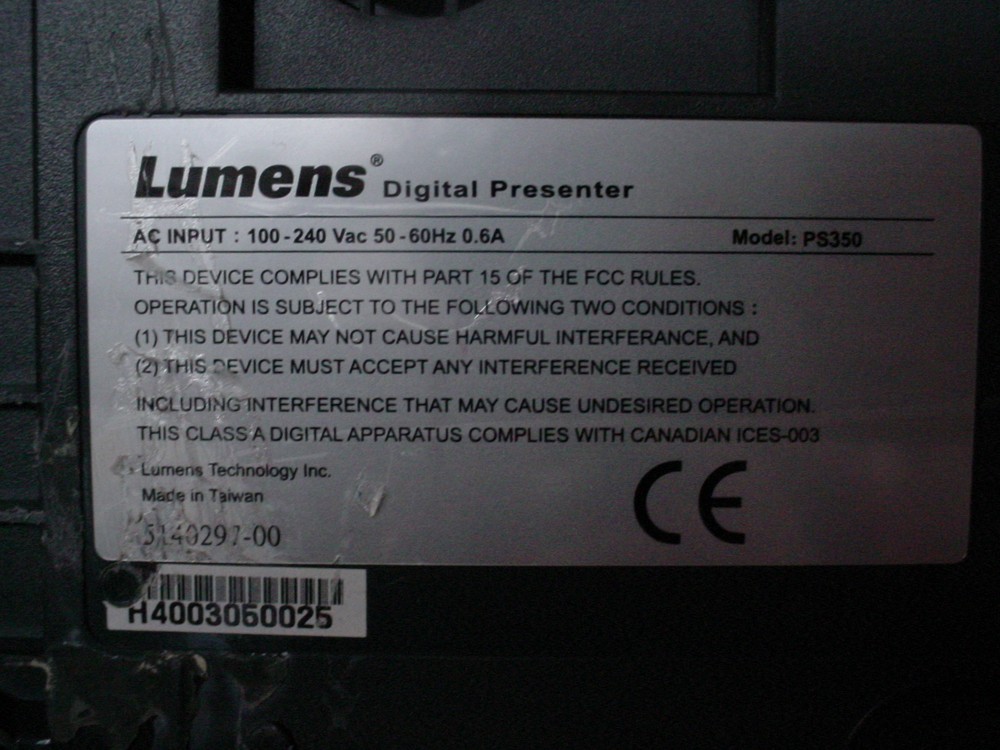 Lumens® Digital Presenter
AC INPUT : 100-240 Vac 50-60Hz 0.6A Model: PS350
THIS DEVICE COMPLIES WITH PART 15 OF THE FCC RULES.
OPERATION IS SUBJECT TO THE FOLLOWING TWO CONDITIONS :
(1) THIS DEVICE MAY NOT CAUSE HARMFUL INTERFERANCE, AND
(2) THIS DEVICE MUST ACCEPT ANY INTERFERENCE RECEIVED
INCLUDING INTERFERENCE THAT MAY CAUSE UNDESIRED OPERATION.
THIS CLASS A DIGITAL APPARATUS COMPLIES WITH CANADIAN ICES-003
Lumens Technology Inc.
Made in Taiwan
CE
5140297-00
H4003060025